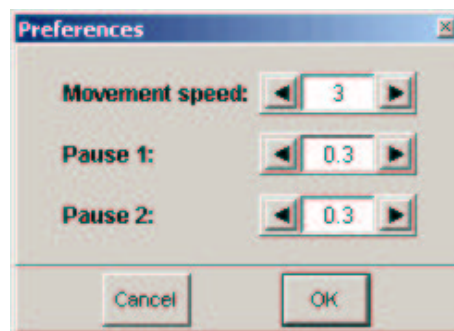 Preferences
Movement speed: 3
Pause 1: 0.3
Pause 2: 0.3
Cancel OK